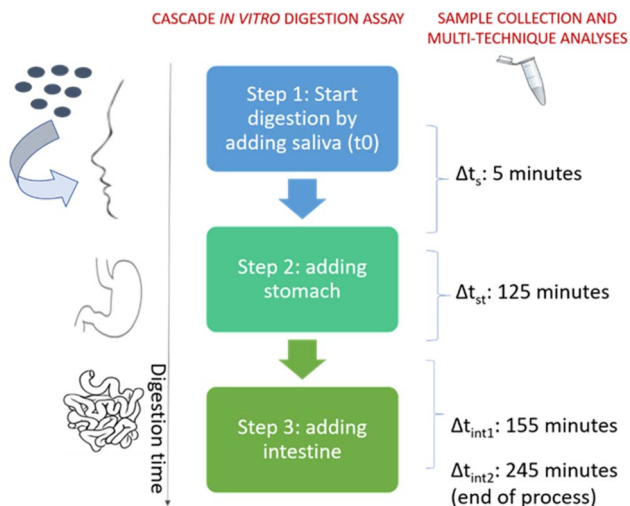 CASCADE IN VITRO DIGESTION ASSAY
SAMPLE COLLECTION AND
MULTI-TECHNIQUE ANALYSES
Step 1: Start
digestion by
adding saliva (t0)
Δts: 5 minutes
Step 2: adding
stomach
Δtst: 125 minutes
Digestion time
Step 3: adding
intestine
Δtint1: 155 minutes
Δtint2: 245 minutes
(end of process)